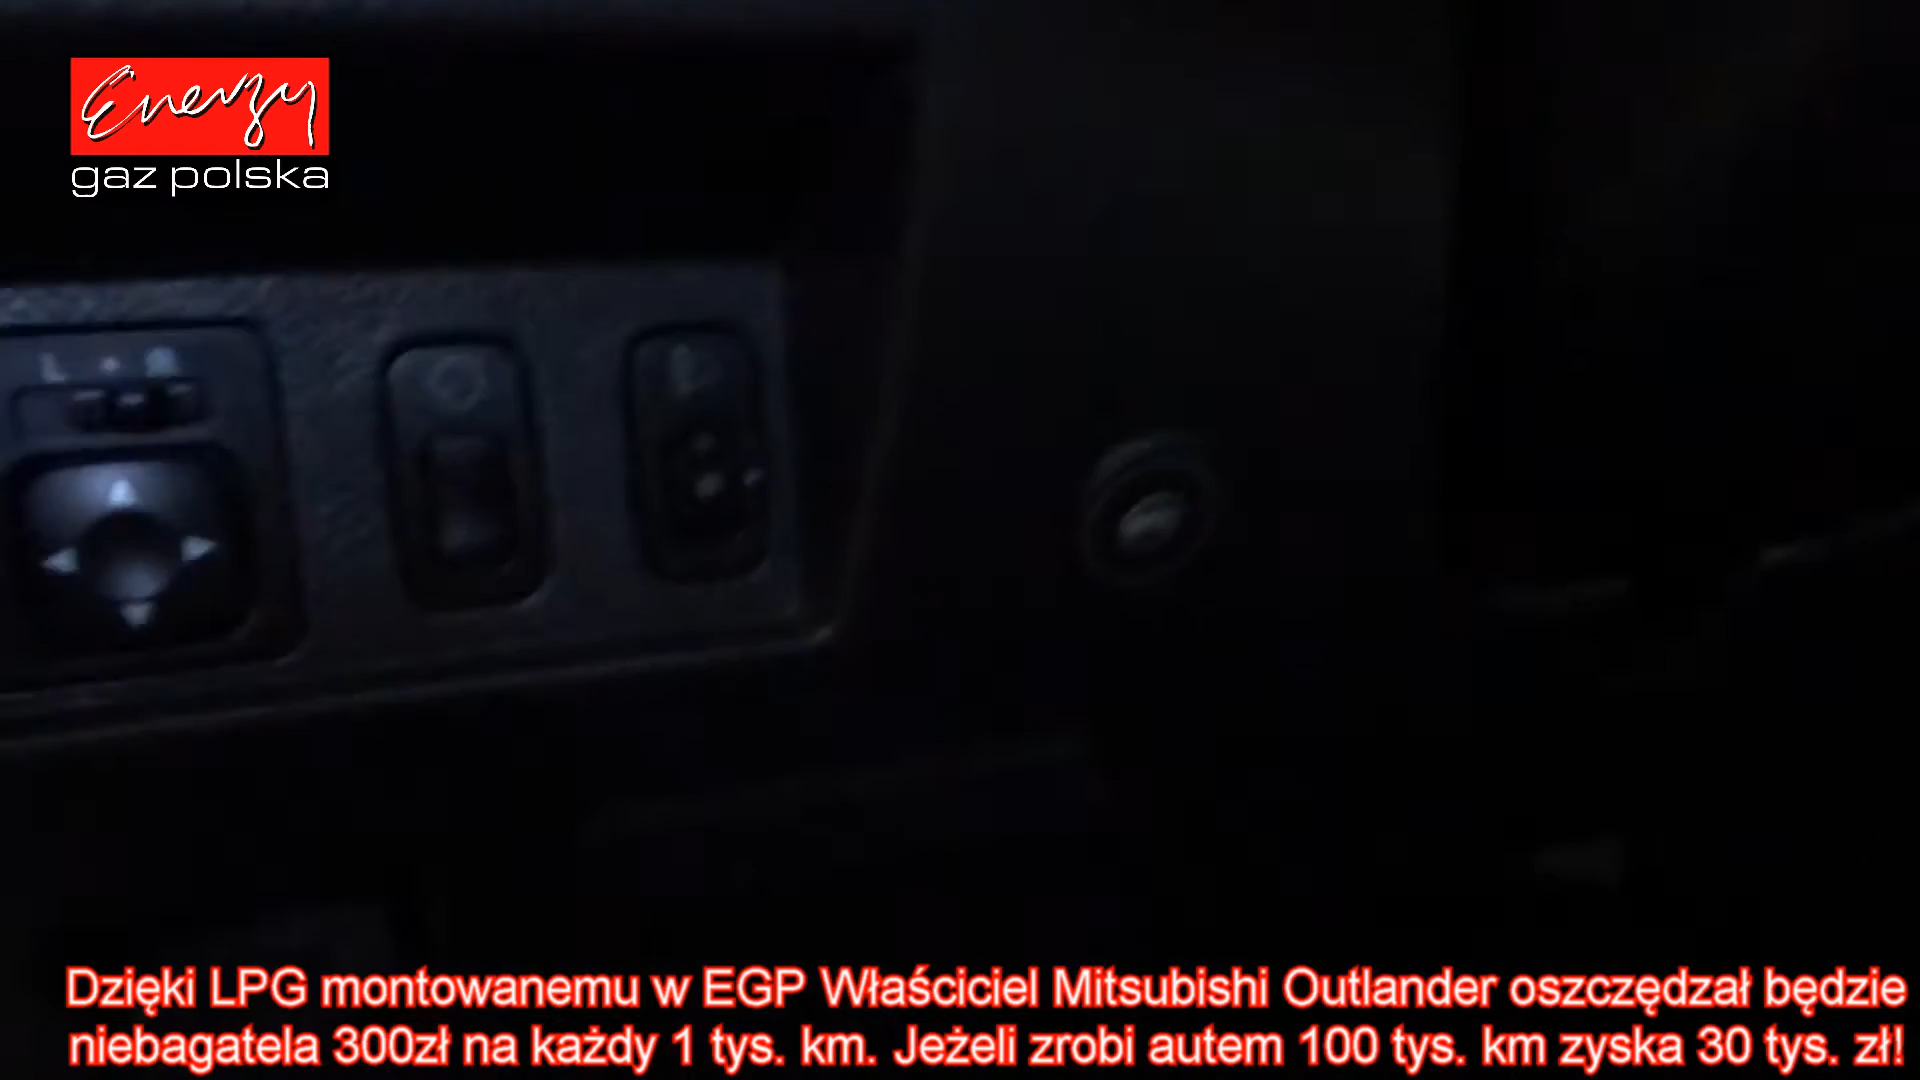 Energy
gaz polska
Dzięki LPG montowanemu w EGP Właściciel Mitsubishi Outlander oszczędzał będzie
niebagatela 300zł na każdy 1 tys. km. Jeżeli zrobi autem 100 tys. km zyska 30 tys. zł!